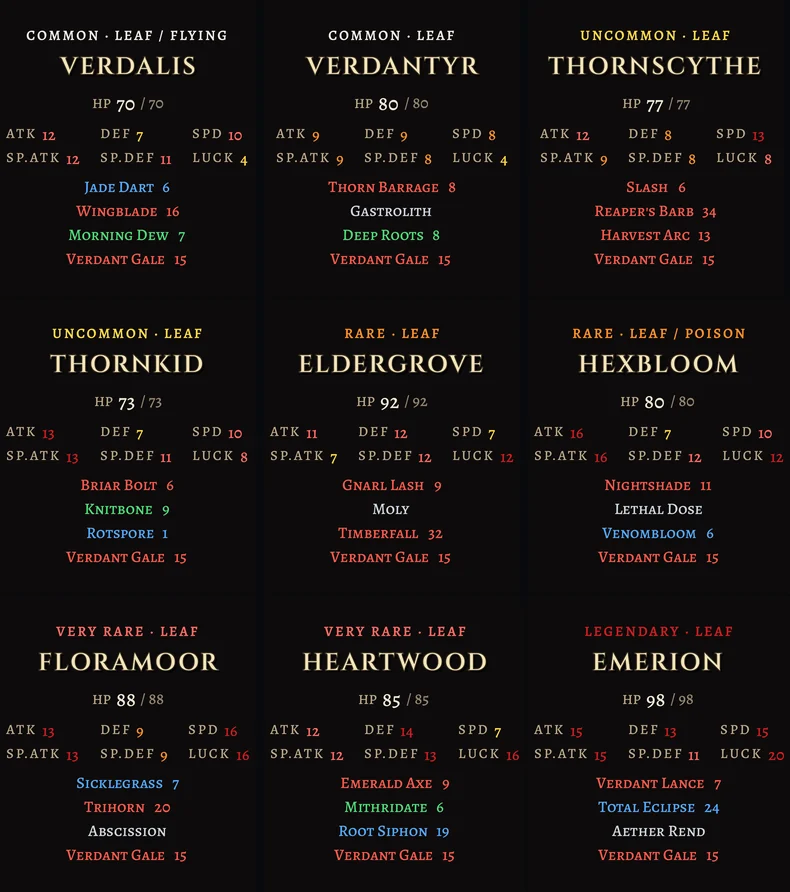 COMMON · LEAF / FLYING
VERDALIS
HP 70 / 70
ATK 12 DEF 7 SPD 10
SP.ATK 12 SP.DEF 11 LUCK 4
JADE DART 6
WINGBLADE 16
MORNING DEW 7
VERDANT GALE 15
COMMON · LEAF
VERDANTYR
HP 80 / 80
ATK 9 DEF 9 SPD 8
SP.ATK 9 SP.DEF 8 LUCK 4
THORN BARRAGE 8
GASTROLITH
DEEP ROOTS 8
VERDANT GALE 15
UNCOMMON · LEAF
THORNSCYTHE
HP 77 / 77
ATK 12 DEF 8 SPD 13
SP.ATK 9 SP.DEF 8 LUCK 8
SLASH 6
REAPER'S BARB 34
HARVEST ARC 13
VERDANT GALE 15
UNCOMMON · LEAF
THORNKID
HP 73 / 73
ATK 13 DEF 7 SPD 10
SP.ATK 13 SP.DEF 11 LUCK 8
BRIAR BOLT 6
KNITBONE 9
ROTSPORE 1
VERDANT GALE 15
RARE · LEAF
ELDERGROVE
HP 92 / 92
ATK 11 DEF 12 SPD 7
SP.ATK 7 SP.DEF 12 LUCK 12
GNARL LASH 9
MOLY
TIMBERFALL 32
VERDANT GALE 15
RARE · LEAF / POISON
HEXBLOOM
HP 80 / 80
ATK 16 DEF 7 SPD 10
SP.ATK 16 SP.DEF 12 LUCK 12
NIGHTSHADE 11
LETHAL DOSE
VENOMBLOOM 6
VERDANT GALE 15
VERY RARE · LEAF
FLORAMOOR
HP 88 / 88
ATK 13 DEF 9 SPD 16
SP.ATK 13 SP.DEF 9 LUCK 16
SICKLEGRASS 7
TRIHORN 20
ABSCISSION
VERDANT GALE 15
VERY RARE · LEAF
HEARTWOOD
HP 85 / 85
ATK 12 DEF 14 SPD 7
SP.ATK 12 SP.DEF 13 LUCK 16
EMERALD AXE 9
MITHRIDATE 6
ROOT SIPHON 19
VERDANT GALE 15
LEGENDARY · LEAF
EMERION
HP 98 / 98
ATK 15 DEF 13 SPD 15
SP.ATK 15 SP.DEF 11 LUCK 20
VERDANT LANCE 7
TOTAL ECLIPSE 24
AETHER REND
VERDANT GALE 15